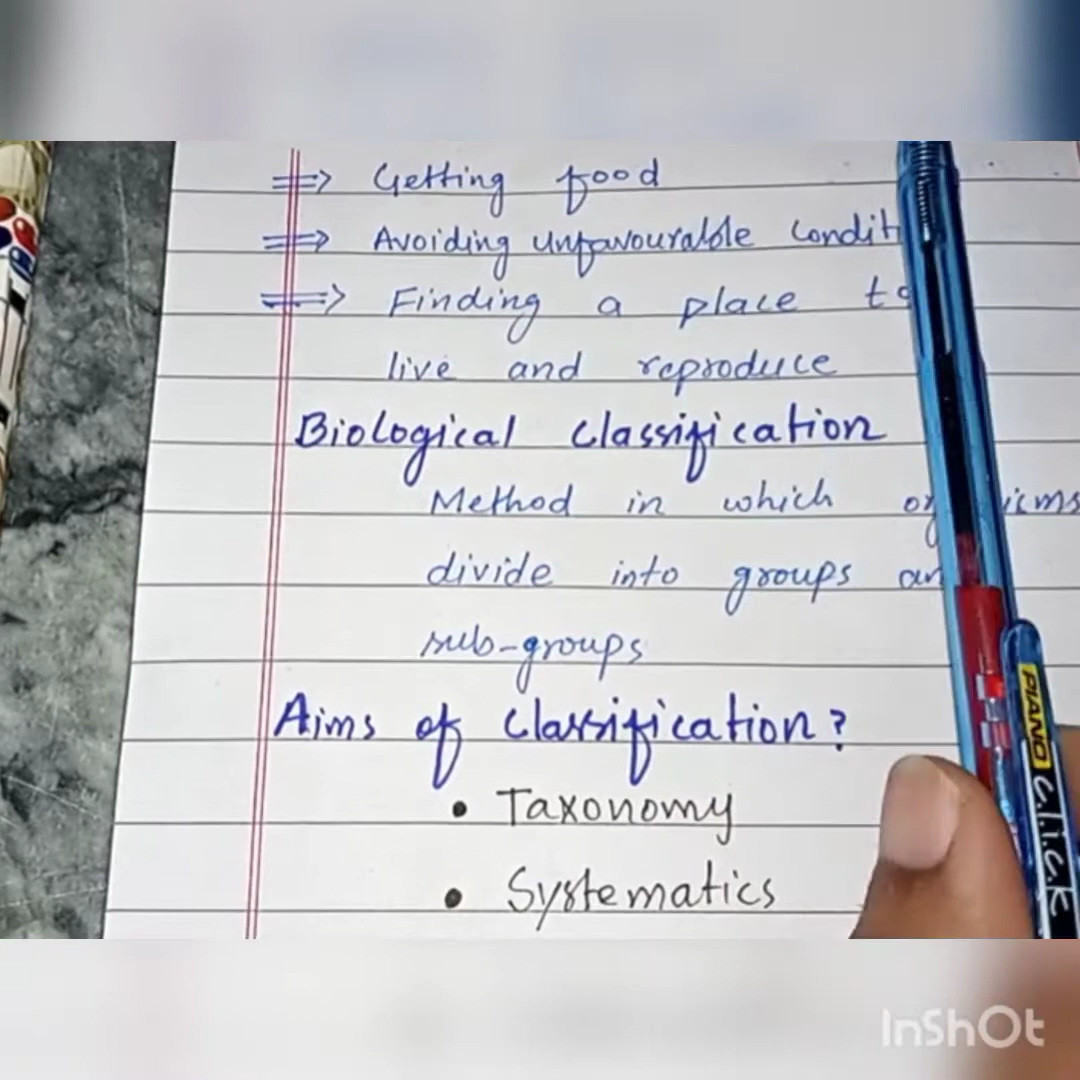 ⇒ Getting food
⇒ Avoiding unfavourable condit
⇒ Finding a place to
live and reproduce
Biological Classification
Method in which
divide into groups an
sub-groups
Aims of Classification?
• Taxonomy
• Systematics
PIANO
c.l.i.c.k
InShOt